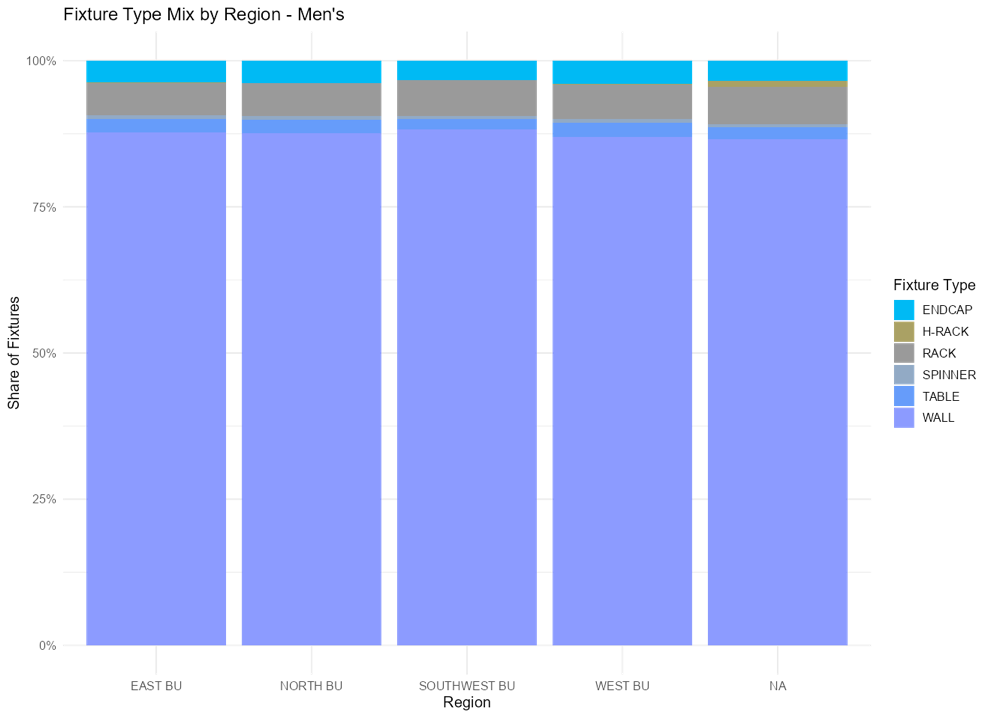 Fixture Type Mix by Region - Men's
100%
75%
50%
25%
0%
Share of Fixtures
EAST BU
NORTH BU
SOUTHWEST BU
WEST BU
NA
Region
Fixture Type
ENDCAP
H-RACK
RACK
SPINNER
TABLE
WALL